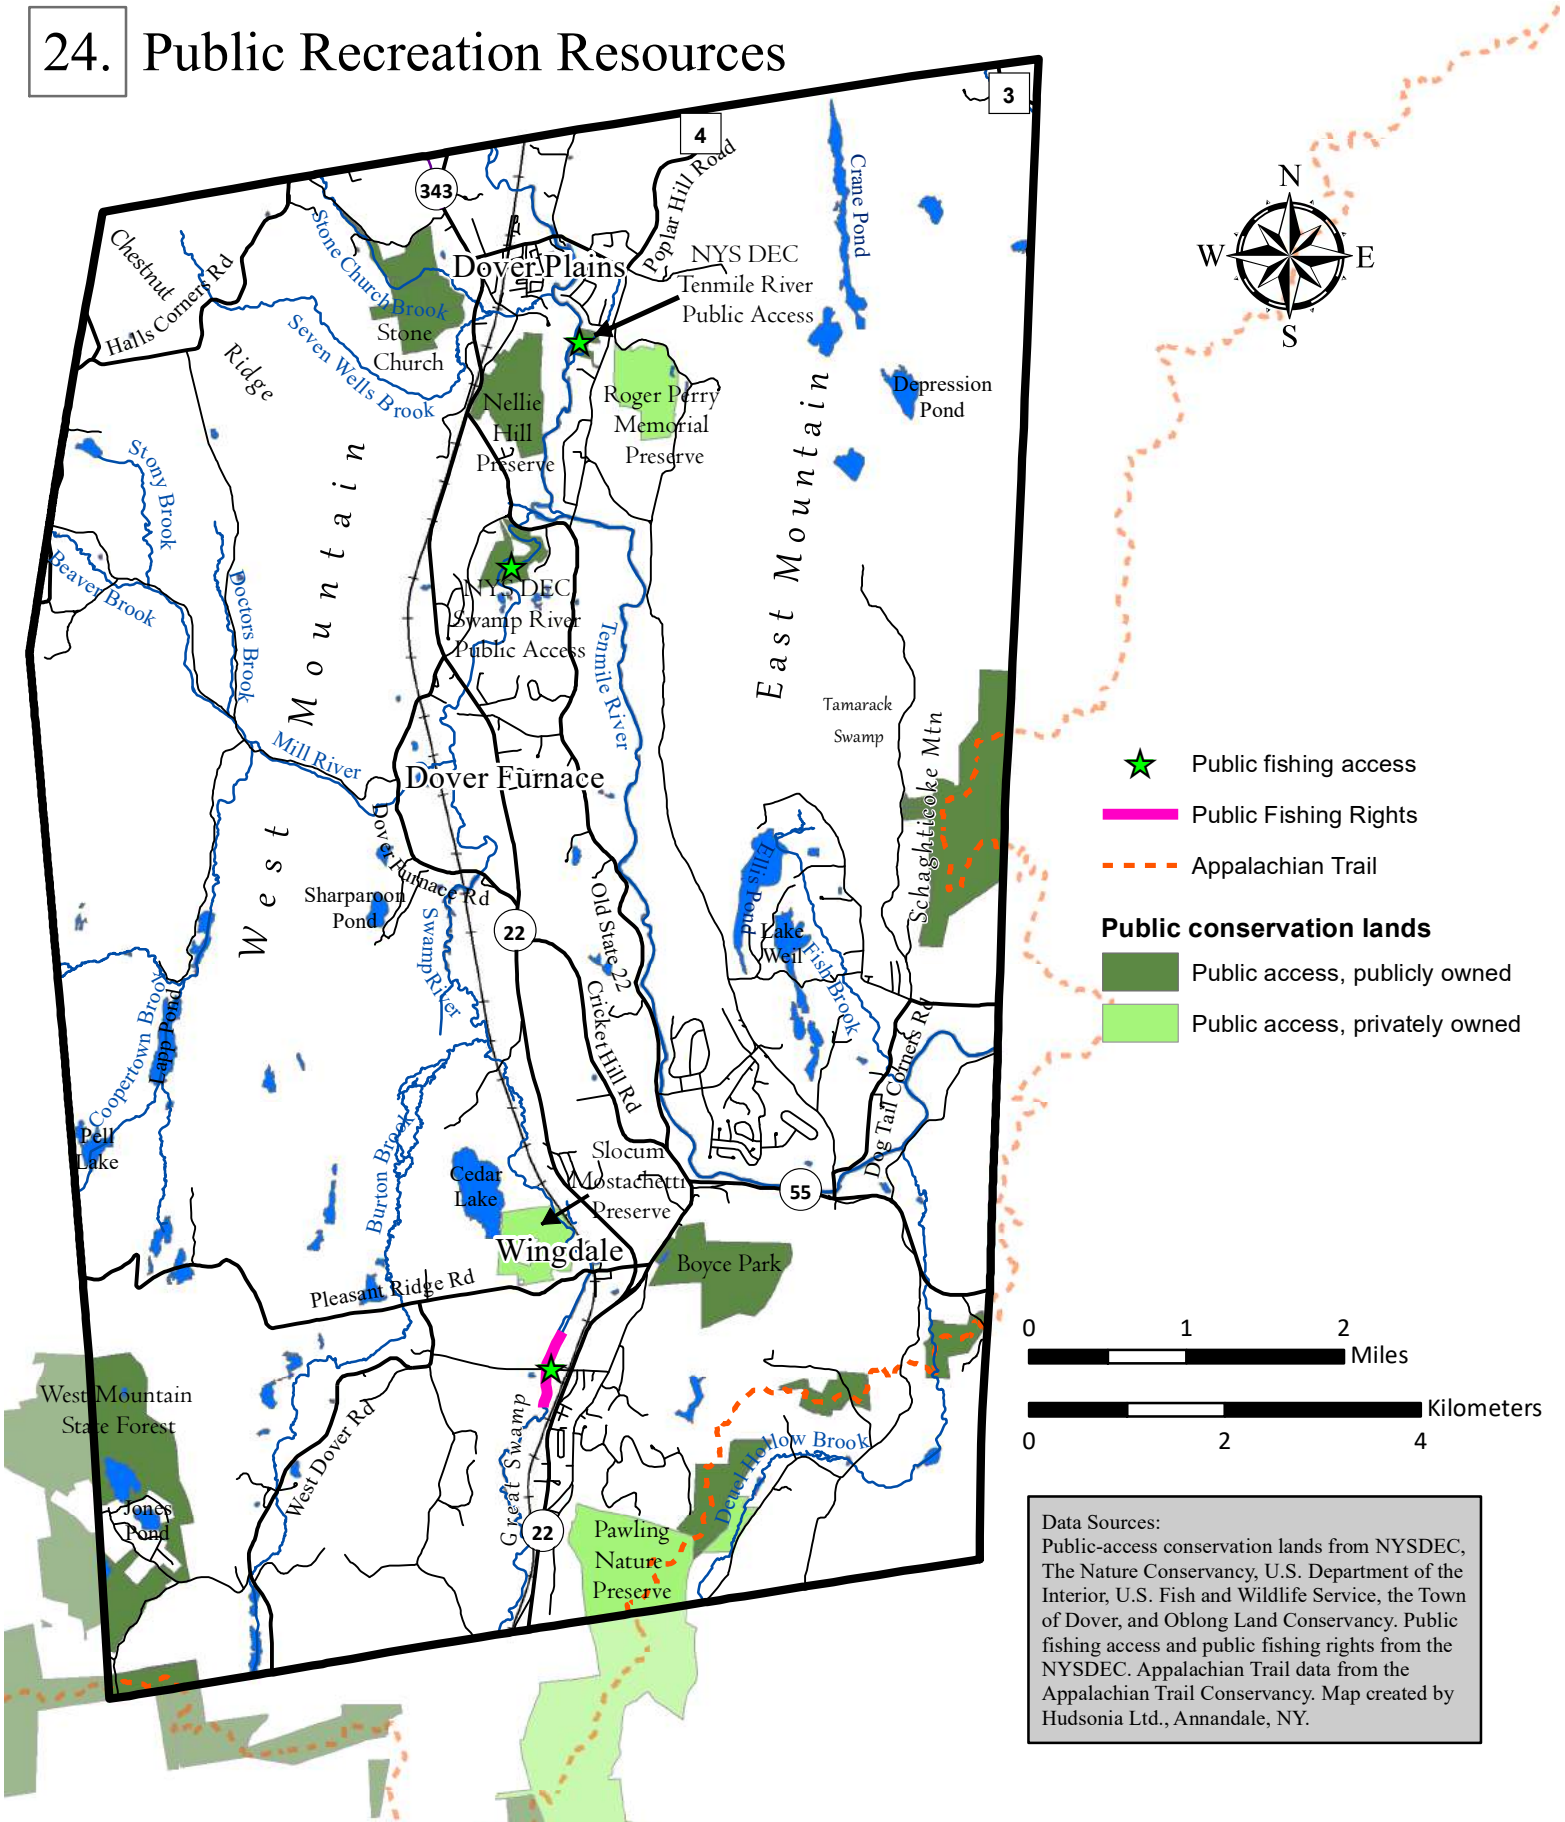 24. Public Recreation Resources
3
4
343
Poplar Hill Road
Crane Pond
Chestnut
Ridge
Halls Corners Rd
Stone Church Brook
Dover Plains
NYS DEC
Tenmile River
Public Access
Stone
Church
Seven Wells Brook
Nellie
Hill
Preserve
Roger Perry
Memorial
Preserve
Depression
Pond
East Mountain
Stony Brook
Beaver Brook
Doctors Brook
West Mountain
NYS DEC
Swamp River
Public Access
Tenmile River
Tamarack
Swamp
Schaghticoke Mtn
Mill River
Dover Furnace
Dover Furnace Rd
Sharparoon
Pond
Swamp River
22
Old State 22
Cricket Hill Rd
Ellis Pond
Lake
Weil
Fish Brook
Dog Tail Corners Rd
Coopertown Brook
Lapp Pond
Pell
Lake
Burton Brook
Cedar
Lake
Slocum
Mostachetti
Preserve
55
Wingdale
Boyce Park
Pleasant Ridge Rd
West Mountain
State Forest
West Dover Rd
Great Swamp
Jones
Pond
22
Pawling
Nature
Preserve
Deuel Hollow Brook
N
W
E
S
Public fishing access
Public Fishing Rights
Appalachian Trail
Public conservation lands
Public access, publicly owned
Public access, privately owned
0 1 2
Miles
Kilometers
0 2 4
Data Sources:
Public-access conservation lands from NYSDEC,
The Nature Conservancy, U.S. Department of the
Interior, U.S. Fish and Wildlife Service, the Town
of Dover, and Oblong Land Conservancy. Public
fishing access and public fishing rights from the
NYSDEC. Appalachian Trail data from the
Appalachian Trail Conservancy. Map created by
Hudsonia Ltd., Annandale, NY.